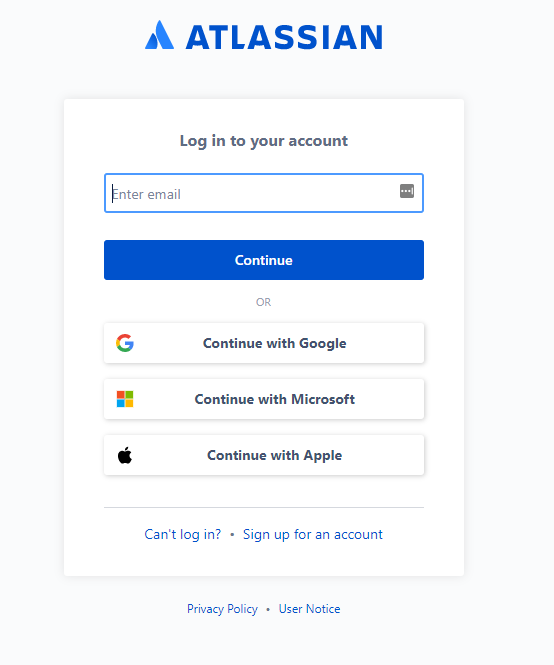 ATLASSIAN
Log in to your account
Enter email
Continue
OR
Continue with Google
Continue with Microsoft
Continue with Apple
Can't log in? • Sign up for an account
Privacy Policy • User Notice